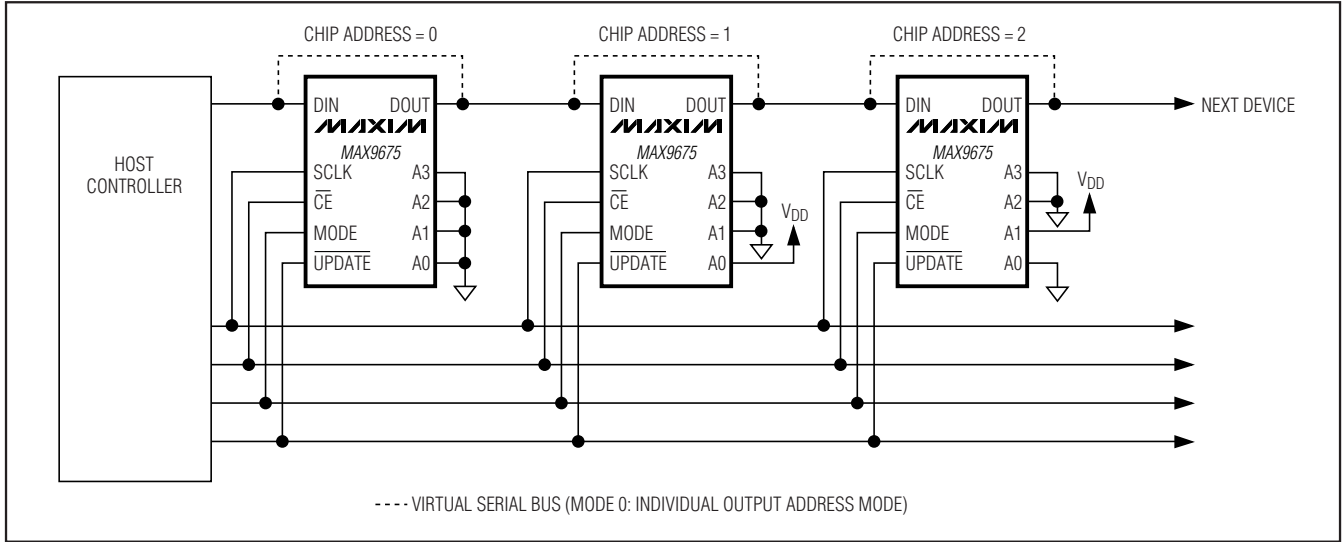 CHIP ADDRESS = 0
CHIP ADDRESS = 1
CHIP ADDRESS = 2
HOST
CONTROLLER
DIN DOUT
MAXIM
MAX9675
SCLK A3
CE A2
MODE A1
UPDATE A0
DIN DOUT
MAXIM
MAX9675
SCLK A3
CE A2
MODE A1
UPDATE A0
VDD
DIN DOUT
MAXIM
MAX9675
SCLK A3
CE A2
MODE A1
UPDATE A0
VDD
NEXT DEVICE
---- VIRTUAL SERIAL BUS (MODE 0: INDIVIDUAL OUTPUT ADDRESS MODE)